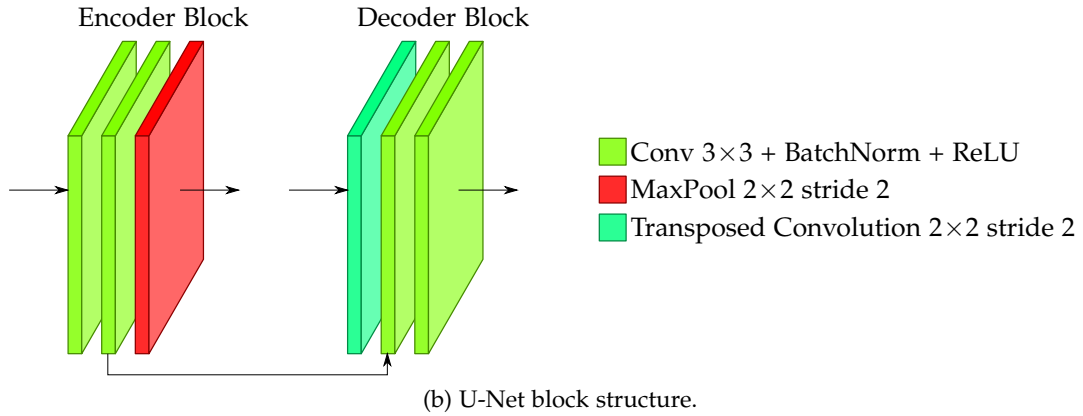 Encoder Block
Decoder Block
Conv 3×3 + BatchNorm + ReLU
MaxPool 2×2 stride 2
Transposed Convolution 2×2 stride 2
(b) U-Net block structure.